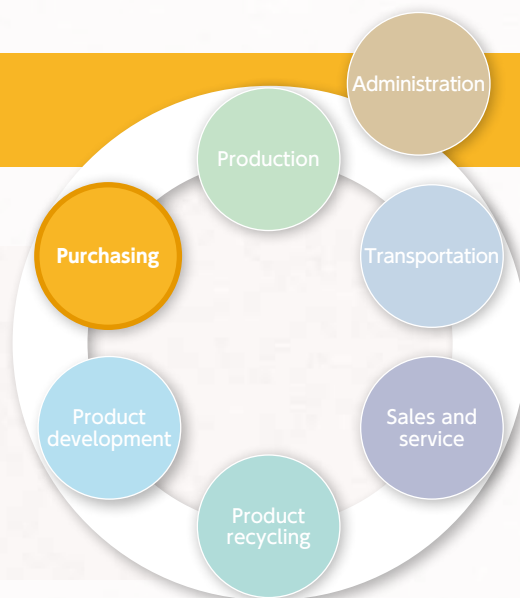 Administration
Production
Purchasing
Transportation
Product
development
Sales and
service
Product
recycling